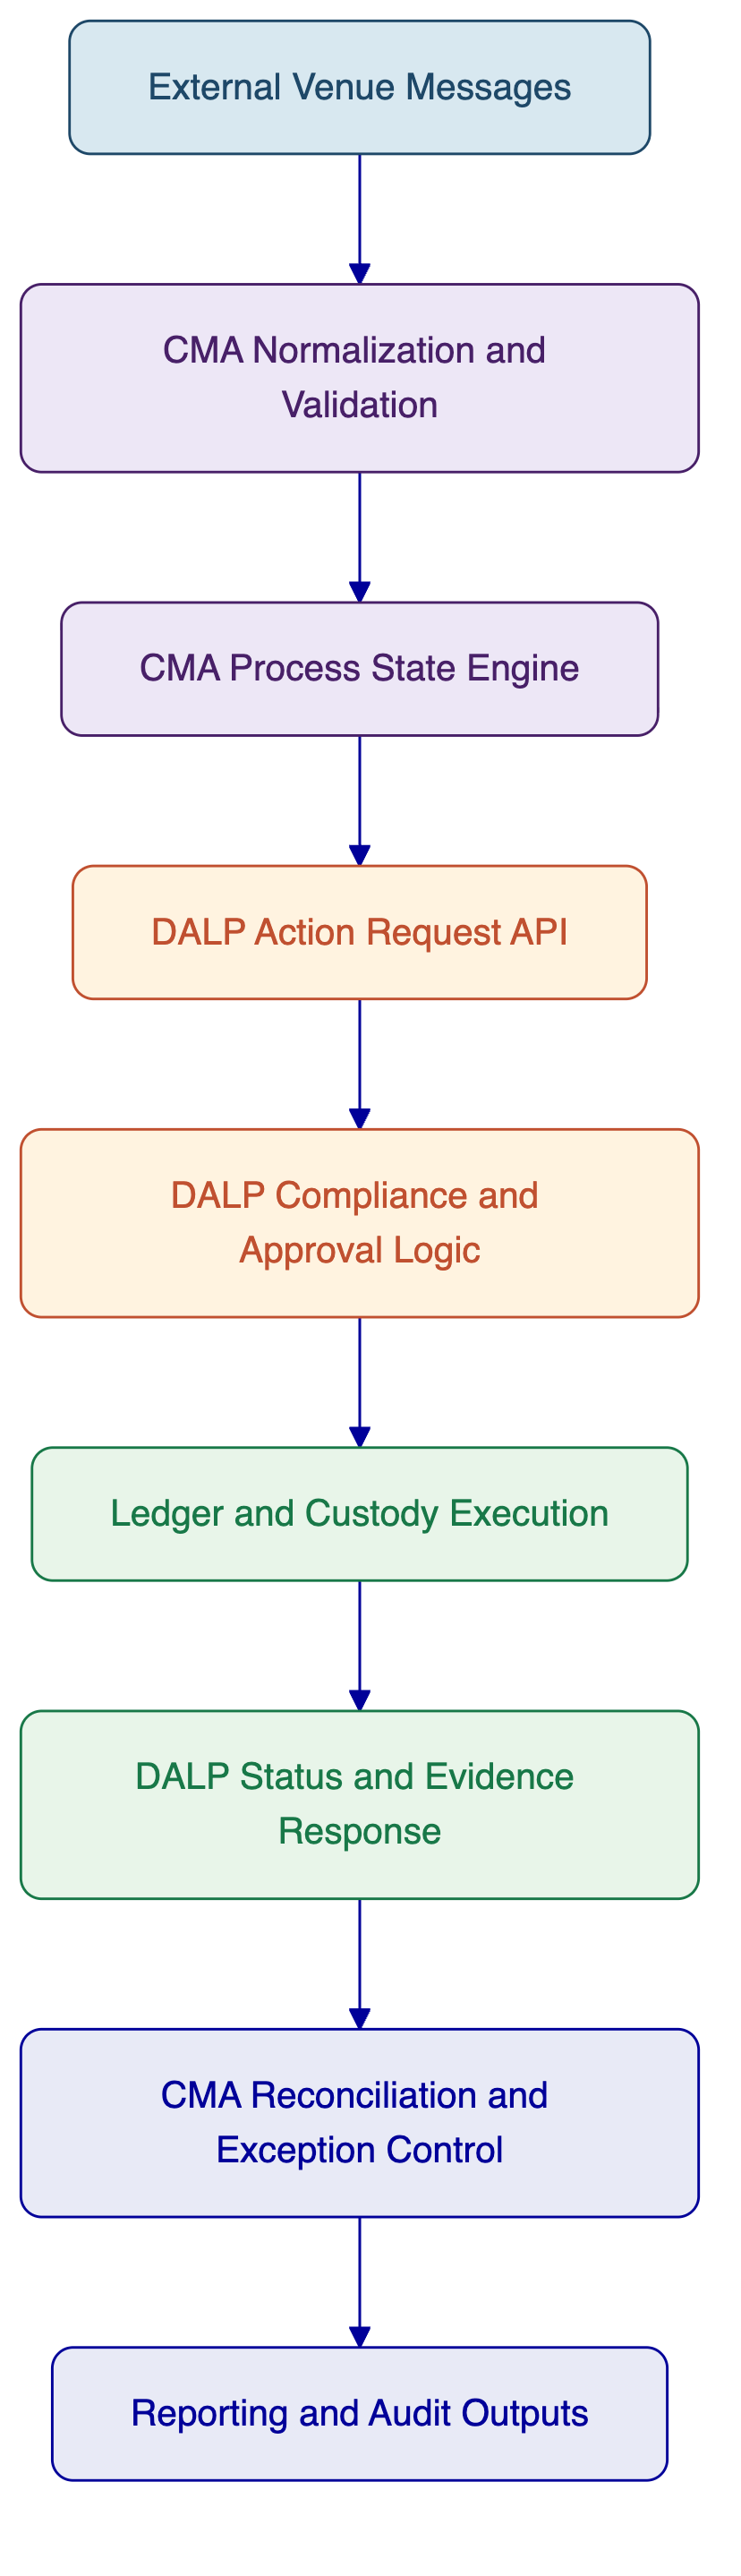 External Venue Messages
CMA Normalization and
Validation
CMA Process State Engine
DALP Action Request API
DALP Compliance and
Approval Logic
Ledger and Custody Execution
DALP Status and Evidence
Response
CMA Reconciliation and
Exception Control
Reporting and Audit Outputs